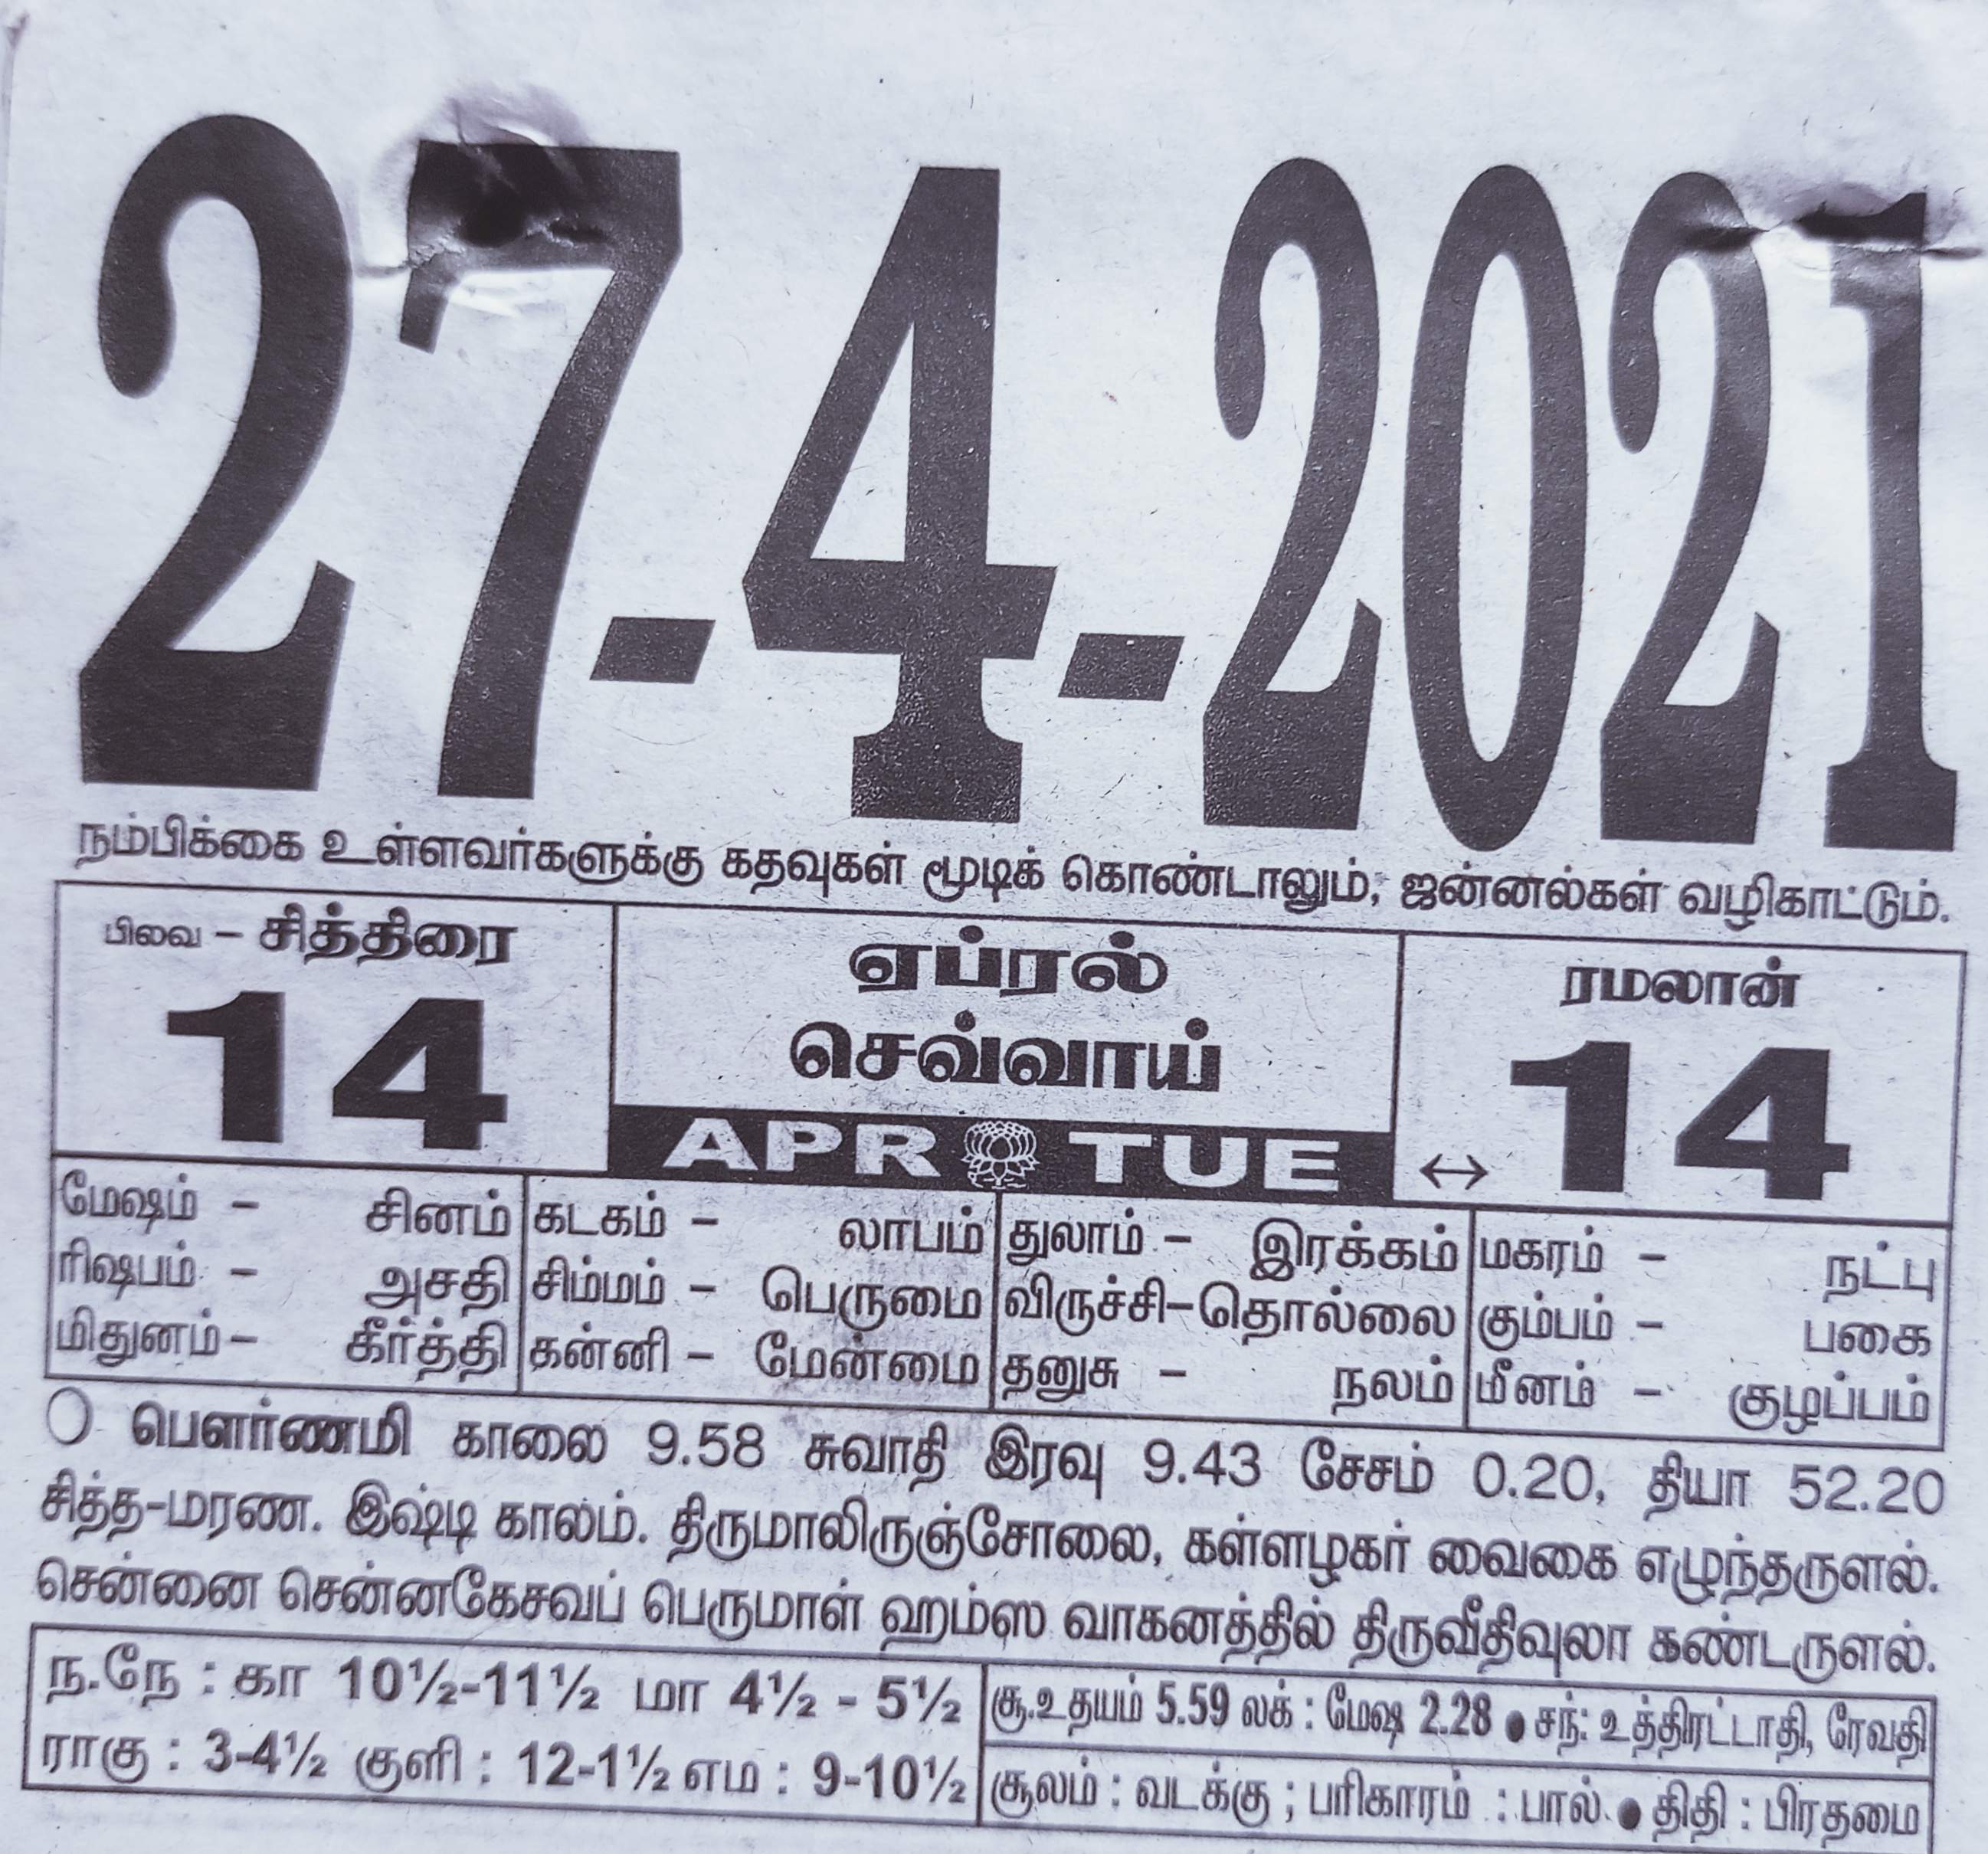 27-4-2021
நம்பிக்கை உள்ளவர்களுக்கு கதவுகள் மூடிக் கொண்டாலும், ஜன்னல்கள் வழிகாட்டும்.
பிலவ - சித்திரை
14
ஏப்ரல்
செவ்வாய்
APR TUE
ரமலான்
↔ 14
மேஷம் - சினம்
ரிஷபம் - அசதி
மிதுனம் - கீர்த்தி
கடகம் - லாபம்
சிம்மம் - பெருமை
கன்னி - மேன்மை
துலாம் - இரக்கம்
விருச்சி-தொல்லை
தனுசு - நலம்
மகரம் - நட்பு
கும்பம் - பகை
மீனம் - குழப்பம்
பௌர்ணமி காலை 9.58 சுவாதி இரவு 9.43 சேசம் 0.20, தியா 52.20
சித்த-மரண. இஷ்டி காலம். திருமாலிருஞ்சோலை, கள்ளழகர் வைகை எழுந்தருளல்.
சென்னை சென்னகேசவப் பெருமாள் ஹம்ஸ வாகனத்தில் திருவீதிவுலா கண்டருளல்.
ந.நே : கா 10½-11½ மா 4½ - 5½
ராகு : 3-4½ குளி : 12-1½ எம : 9-10½
சூ.உதயம் 5.59 லக் : மேஷ 2.28 ● சந்: உத்திரட்டாதி, ரேவதி
சூலம் : வடக்கு ; பரிகாரம் : பால் ● திதி : பிரதமை